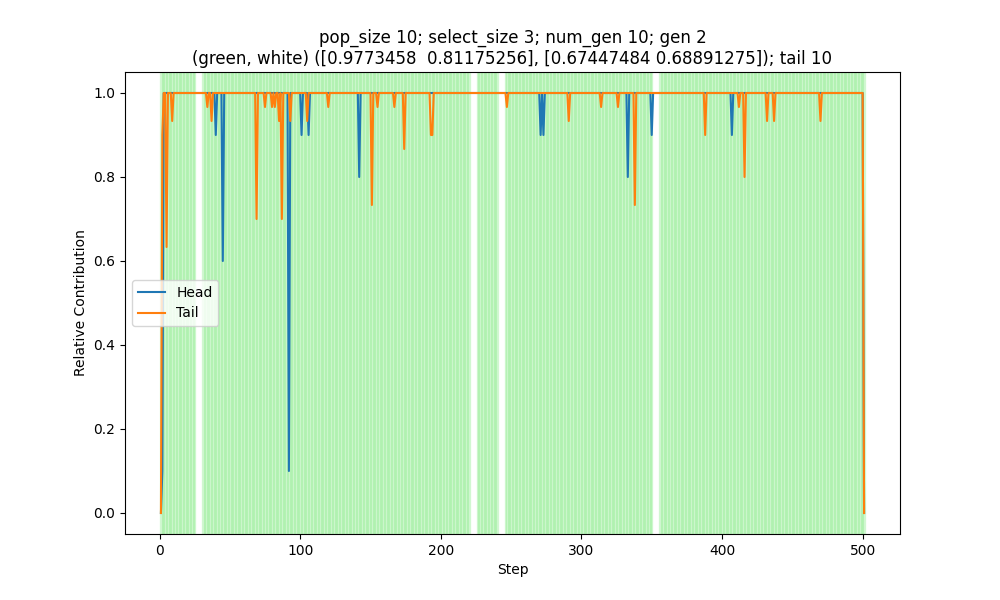 pop_size 10; select_size 3; num_gen 10; gen 2
(green, white) ([0.9773458  0.81175256], [0.67447484 0.68891275]); tail 10
1.0
0.8
0.6
0.4
0.2
0.0
Relative Contribution
Head
Tail
0
100
200
300
400
500
Step